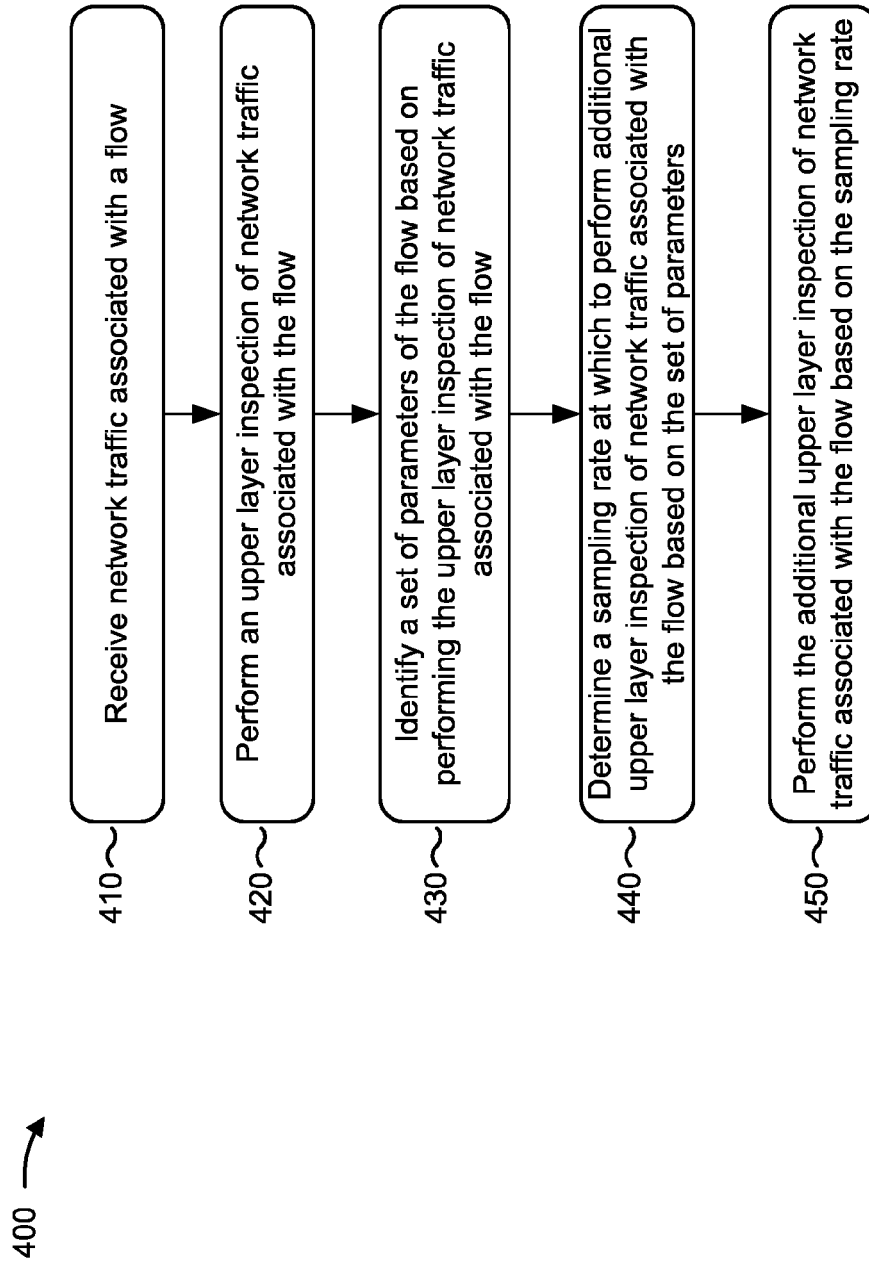 400
410
Receive network traffic associated with a flow
420
Perform an upper layer inspection of network traffic
associated with the flow
430
Identify a set of parameters of the flow based on
performing the upper layer inspection of network traffic
associated with the flow
440
Determine a sampling rate at which to perform additional
upper layer inspection of network traffic associated with
the flow based on the set of parameters
450
Perform the additional upper layer inspection of network
traffic associated with the flow based on the sampling rate